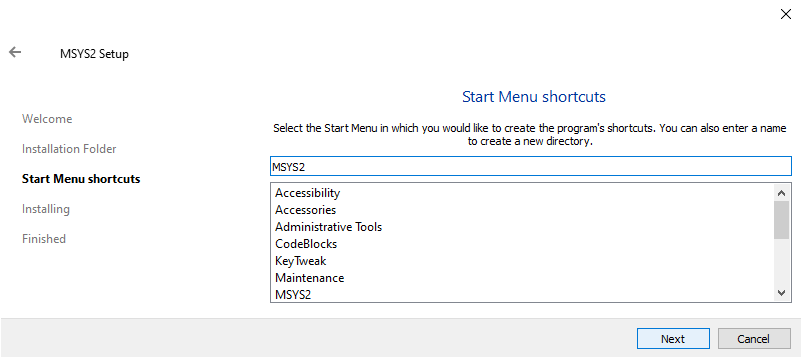 MSYS2 Setup
Welcome
Installation Folder
Start Menu shortcuts
Installing
Finished
Start Menu shortcuts
Select the Start Menu in which you would like to create the program's shortcuts. You can also enter a name
to create a new directory.
MSYS2
Accessibility
Accessories
Administrative Tools
CodeBlocks
KeyTweak
Maintenance
MSYS2
Next
Cancel